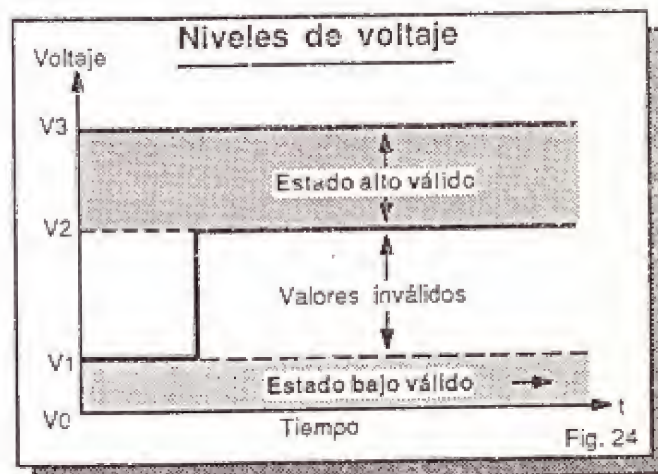 Niveles de voltaje
Voltaje
V3
Estado alto válido
V2
Valores inválidos
V1
Estado bajo válido
V0
Tiempo
t
Fig. 24